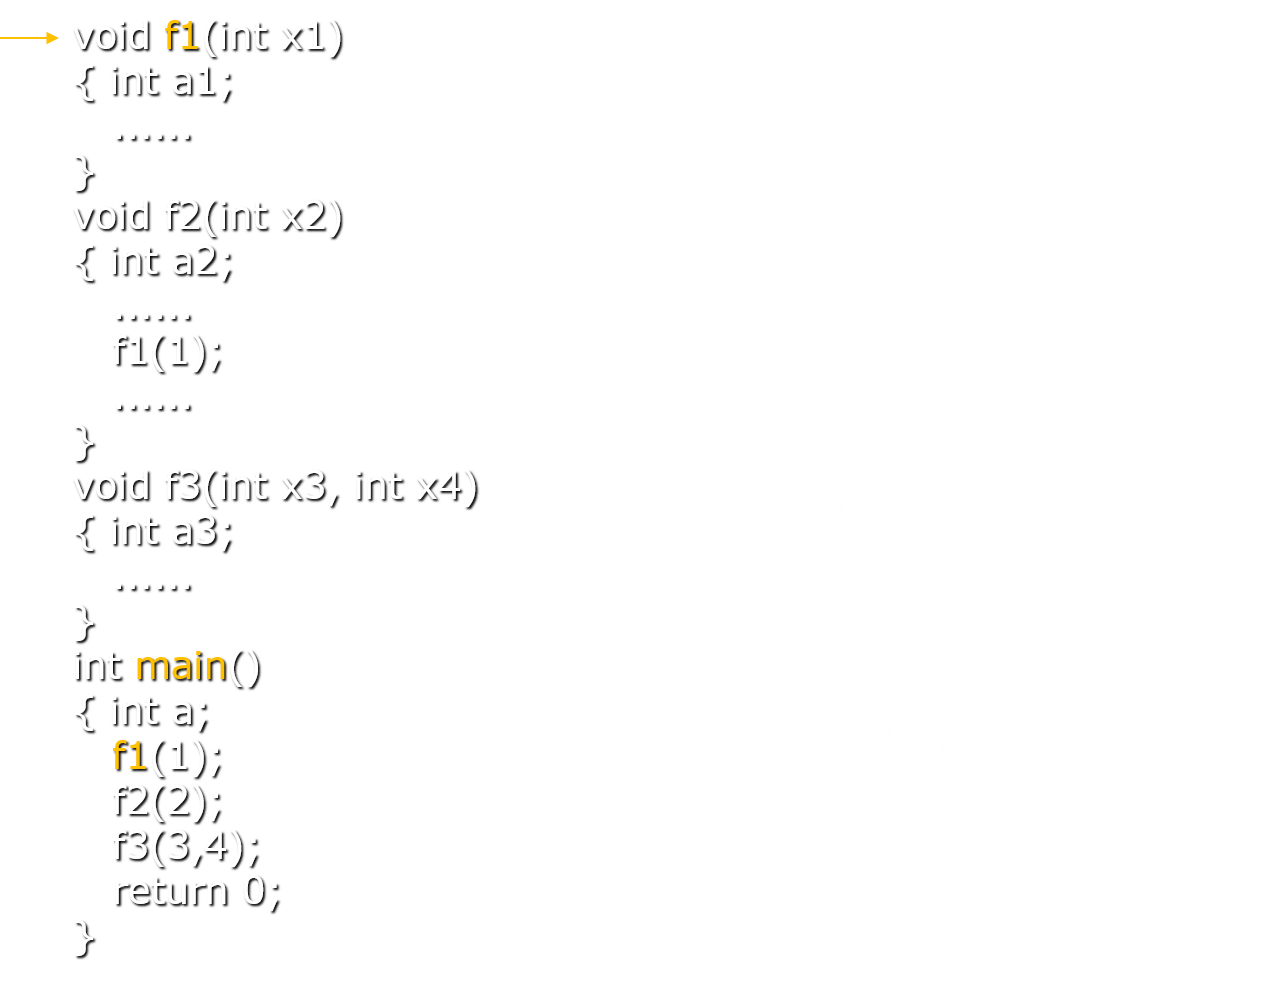 void f1(int x1)
{ int a1;
......
}
void f2(int x2)
{ int a2;
......
f1(1);
......
}
void f3(int x3, int x4)
{ int a3;
......
}
int main()
{ int a;
f1(1);
f2(2);
f3(3,4);
return 0;
}